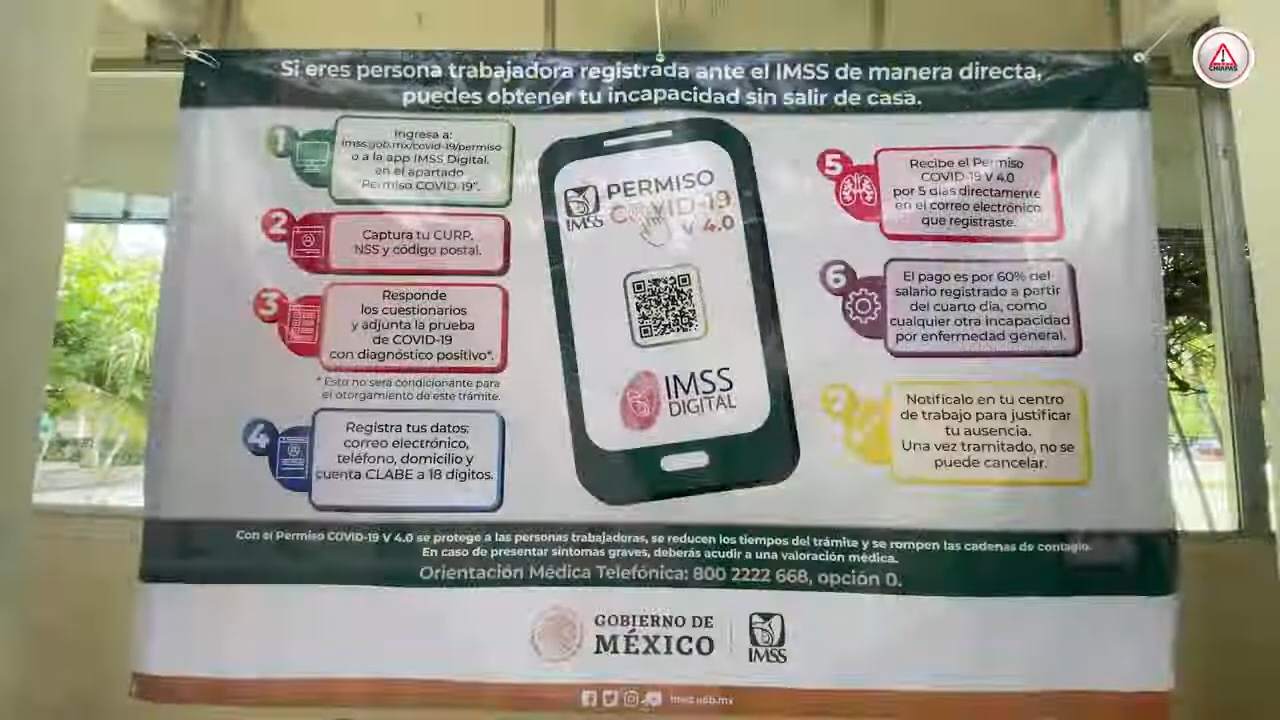 Si eres persona trabajadora registrada ante el IMSS de manera directa,
puedes obtener tu incapacidad sin salir de casa.
1
Ingresa a:
imss.gob.mx/covid-19/permiso
o a la app IMSS Digital,
en el apartado
"Permiso COVID-19".
2
Captura tu CURP,
NSS y código postal.
3
Responde
los cuestionarios
y adjunta la prueba
de COVID-19
con diagnóstico positivo*.
* Esto no será condicionante para
el otorgamiento de este trámite.
4
Registra tus datos:
correo electrónico,
teléfono, domicilio y
cuenta CLABE a 18 dígitos.
IMSS
PERMISO
COVID-19
V 4.0
IMSS
DIGITAL
5
Recibe el Permiso
COVID-19 V 4.0
por 5 días directamente
en el correo electrónico
que registraste.
6
El pago es por 60% del
salario registrado a partir
del cuarto día, como
cualquier otra incapacidad
por enfermedad general.
7
Notifícalo en tu centro
de trabajo para justificar
tu ausencia.
Una vez tramitado, no se
puede cancelar.
Con el Permiso COVID-19 V 4.0 se protege a las personas trabajadoras, se reducen los tiempos del trámite y se rompen las cadenas de contagio.
En caso de presentar síntomas graves, deberás acudir a una valoración médica.
Orientación Médica Telefónica: 800 2222 668, opción 0.
GOBIERNO DE
MÉXICO
IMSS
imss.gob.mx
CHIAPAS